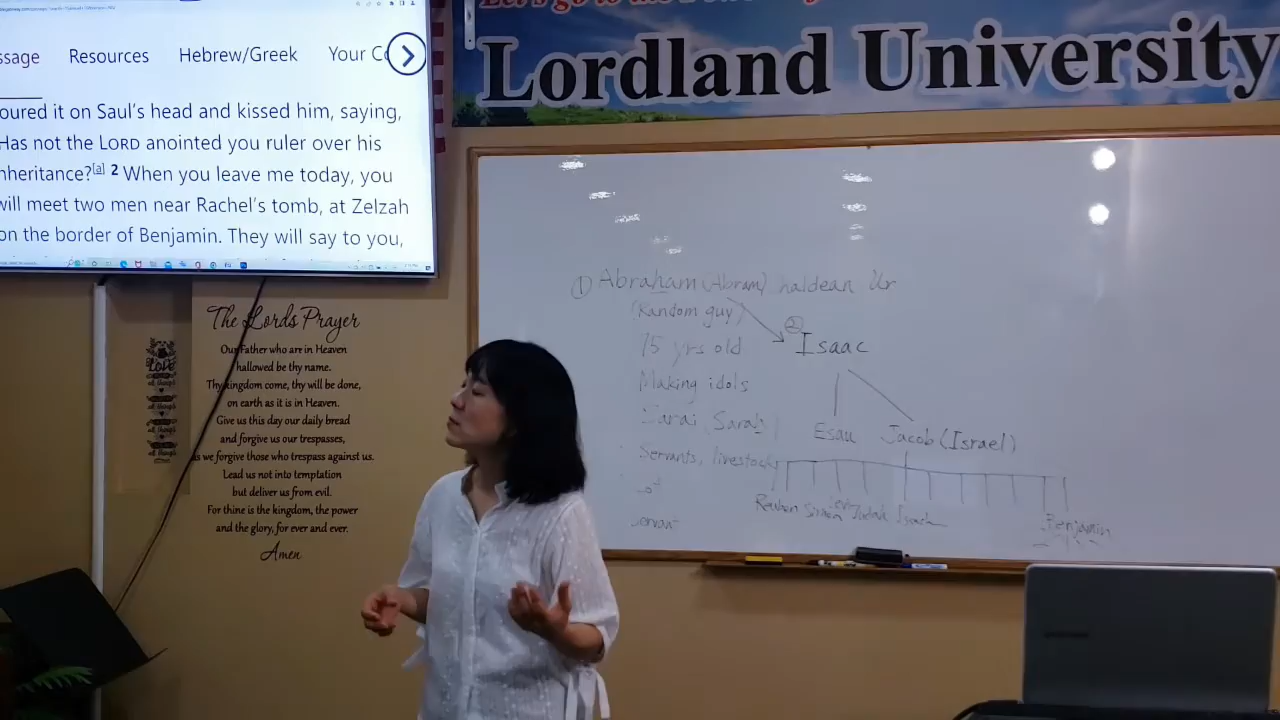 ssage Resources Hebrew/Greek Your Co
oured it on Saul's head and kissed him, saying,
Has not the LORD anointed you ruler over his
nheritance?[a] 2 When you leave me today, you
will meet two men near Rachel's tomb, at Zelzah
on the border of Benjamin. They will say to you,
Lordland University
The Lords Prayer
Our Father who are in Heaven
hallowed be thy name.
Thy kingdom come, thy will be done,
on earth as it is in Heaven.
Give us this day our daily bread
and forgive us our trespasses,
as we forgive those who trespass against us.
Lead us not into temptation
but deliver us from evil.
For thine is the kingdom, the power
and the glory, for ever and ever.
Amen
Love
① Abraham (Abram) haldean Ur
(Random guy)
② Isaac
75 yrs old
Making idols
Sarai (Sarah)
Esau Jacob (Israel)
Servants, livestock
Lot
servant
Reuben Simeon Levi Judah
Benjamin